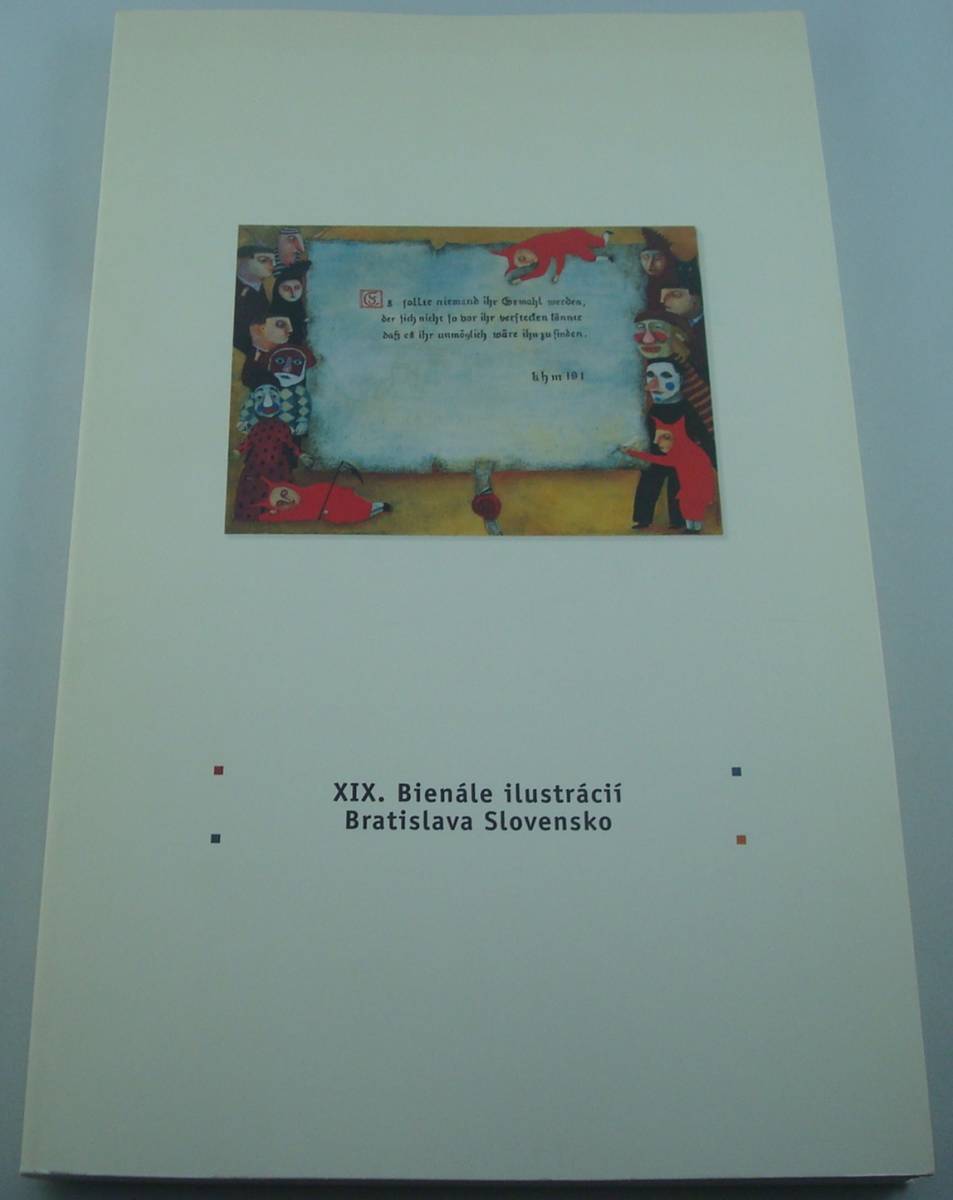 Es sollte niemand ihr Gemahl werden,
der sich nicht so vor ihr verstecken könnte
daß es ihr unmöglich wäre ihn zu finden.
khm 191
XIX. Bienále ilustrácií
Bratislava Slovensko